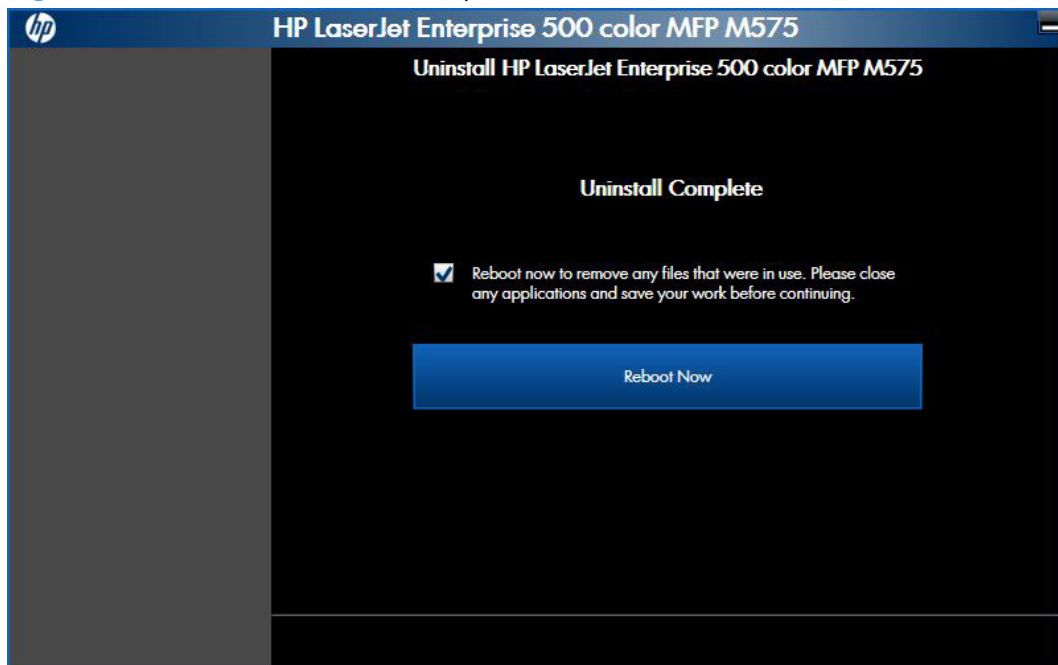 hp
HP LaserJet Enterprise 500 color MFP M575
Uninstall HP LaserJet Enterprise 500 color MFP M575
Uninstall Complete
Reboot now to remove any files that were in use. Please close
any applications and save your work before continuing.
Reboot Now